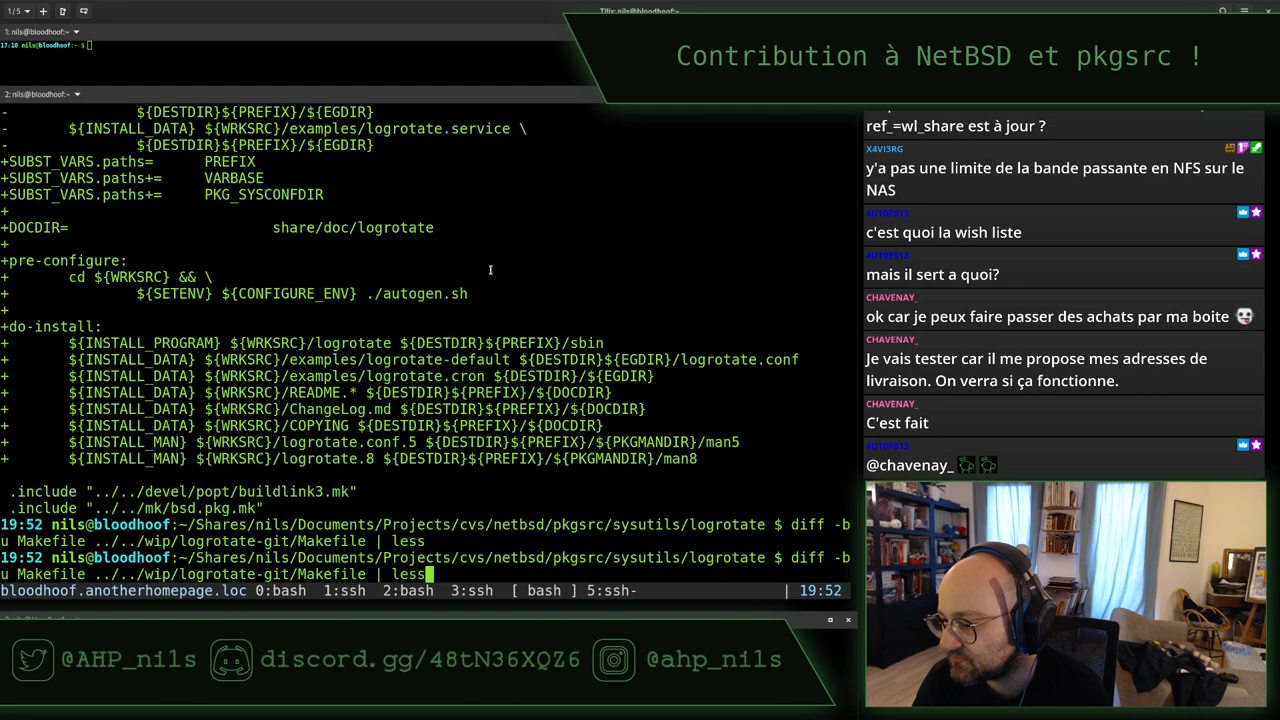 1/5
Tilix: nils@bloodhoof:~
1: nils@bloodhoof:~
17:18 nils@bloodhoof:~ $
Contribution à NetBSD et pkgsrc !
2: nils@bloodhoof:~
- ${DESTDIR}${PREFIX}/${EGDIR}
- ${INSTALL_DATA} ${WRKSRC}/examples/logrotate.service \
- ${DESTDIR}${PREFIX}/${EGDIR}
+SUBST_VARS.paths= PREFIX
+SUBST_VARS.paths+= VARBASE
+SUBST_VARS.paths+= PKG_SYSCONFDIR
+
+DOCDIR= share/doc/logrotate
+
+pre-configure:
+ cd ${WRKSRC} && \
+ ${SETENV} ${CONFIGURE_ENV} ./autogen.sh
+
+do-install:
+ ${INSTALL_PROGRAM} ${WRKSRC}/logrotate ${DESTDIR}${PREFIX}/sbin
+ ${INSTALL_DATA} ${WRKSRC}/examples/logrotate-default ${DESTDIR}${EGDIR}/logrotate.conf
+ ${INSTALL_DATA} ${WRKSRC}/examples/logrotate.cron ${DESTDIR}/${EGDIR}
+ ${INSTALL_DATA} ${WRKSRC}/README.* ${DESTDIR}${PREFIX}/${DOCDIR}
+ ${INSTALL_DATA} ${WRKSRC}/ChangeLog.md ${DESTDIR}${PREFIX}/${DOCDIR}
+ ${INSTALL_DATA} ${WRKSRC}/COPYING ${DESTDIR}${PREFIX}/${DOCDIR}
+ ${INSTALL_MAN} ${WRKSRC}/logrotate.conf.5 ${DESTDIR}${PREFIX}/${PKGMANDIR}/man5
+ ${INSTALL_MAN} ${WRKSRC}/logrotate.8 ${DESTDIR}${PREFIX}/${PKGMANDIR}/man8
.include "../../devel/popt/buildlink3.mk"
.include "../../mk/bsd.pkg.mk"
19:52 nils@bloodhoof:~/Shares/nils/Documents/Projects/cvs/netbsd/pkgsrc/sysutils/logrotate $ diff -b
u Makefile ../../wip/logrotate-git/Makefile | less
19:52 nils@bloodhoof:~/Shares/nils/Documents/Projects/cvs/netbsd/pkgsrc/sysutils/logrotate $ diff -b
u Makefile ../../wip/logrotate-git/Makefile | less
bloodhoof.anotherhomepage.loc 0:bash 1:ssh 2:bash 3:ssh [ bash ] 5:ssh- | 19:52
ref_=wl_share est à jour ?
X4VI3RG
y'a pas une limite de la bande passante en NFS sur le
NAS
4UT0PS13
c'est quoi la wish liste
4UT0PS13
mais il sert a quoi?
CHAVENAY_
ok car je peux faire passer des achats par ma boite
CHAVENAY_
Je vais tester car il me propose mes adresses de
livraison. On verra si ça fonctionne.
CHAVENAY_
C'est fait
4UT0PS13
@chavenay_
@AHP_nils
discord.gg/48tN36XQZ6
@ahp_nils